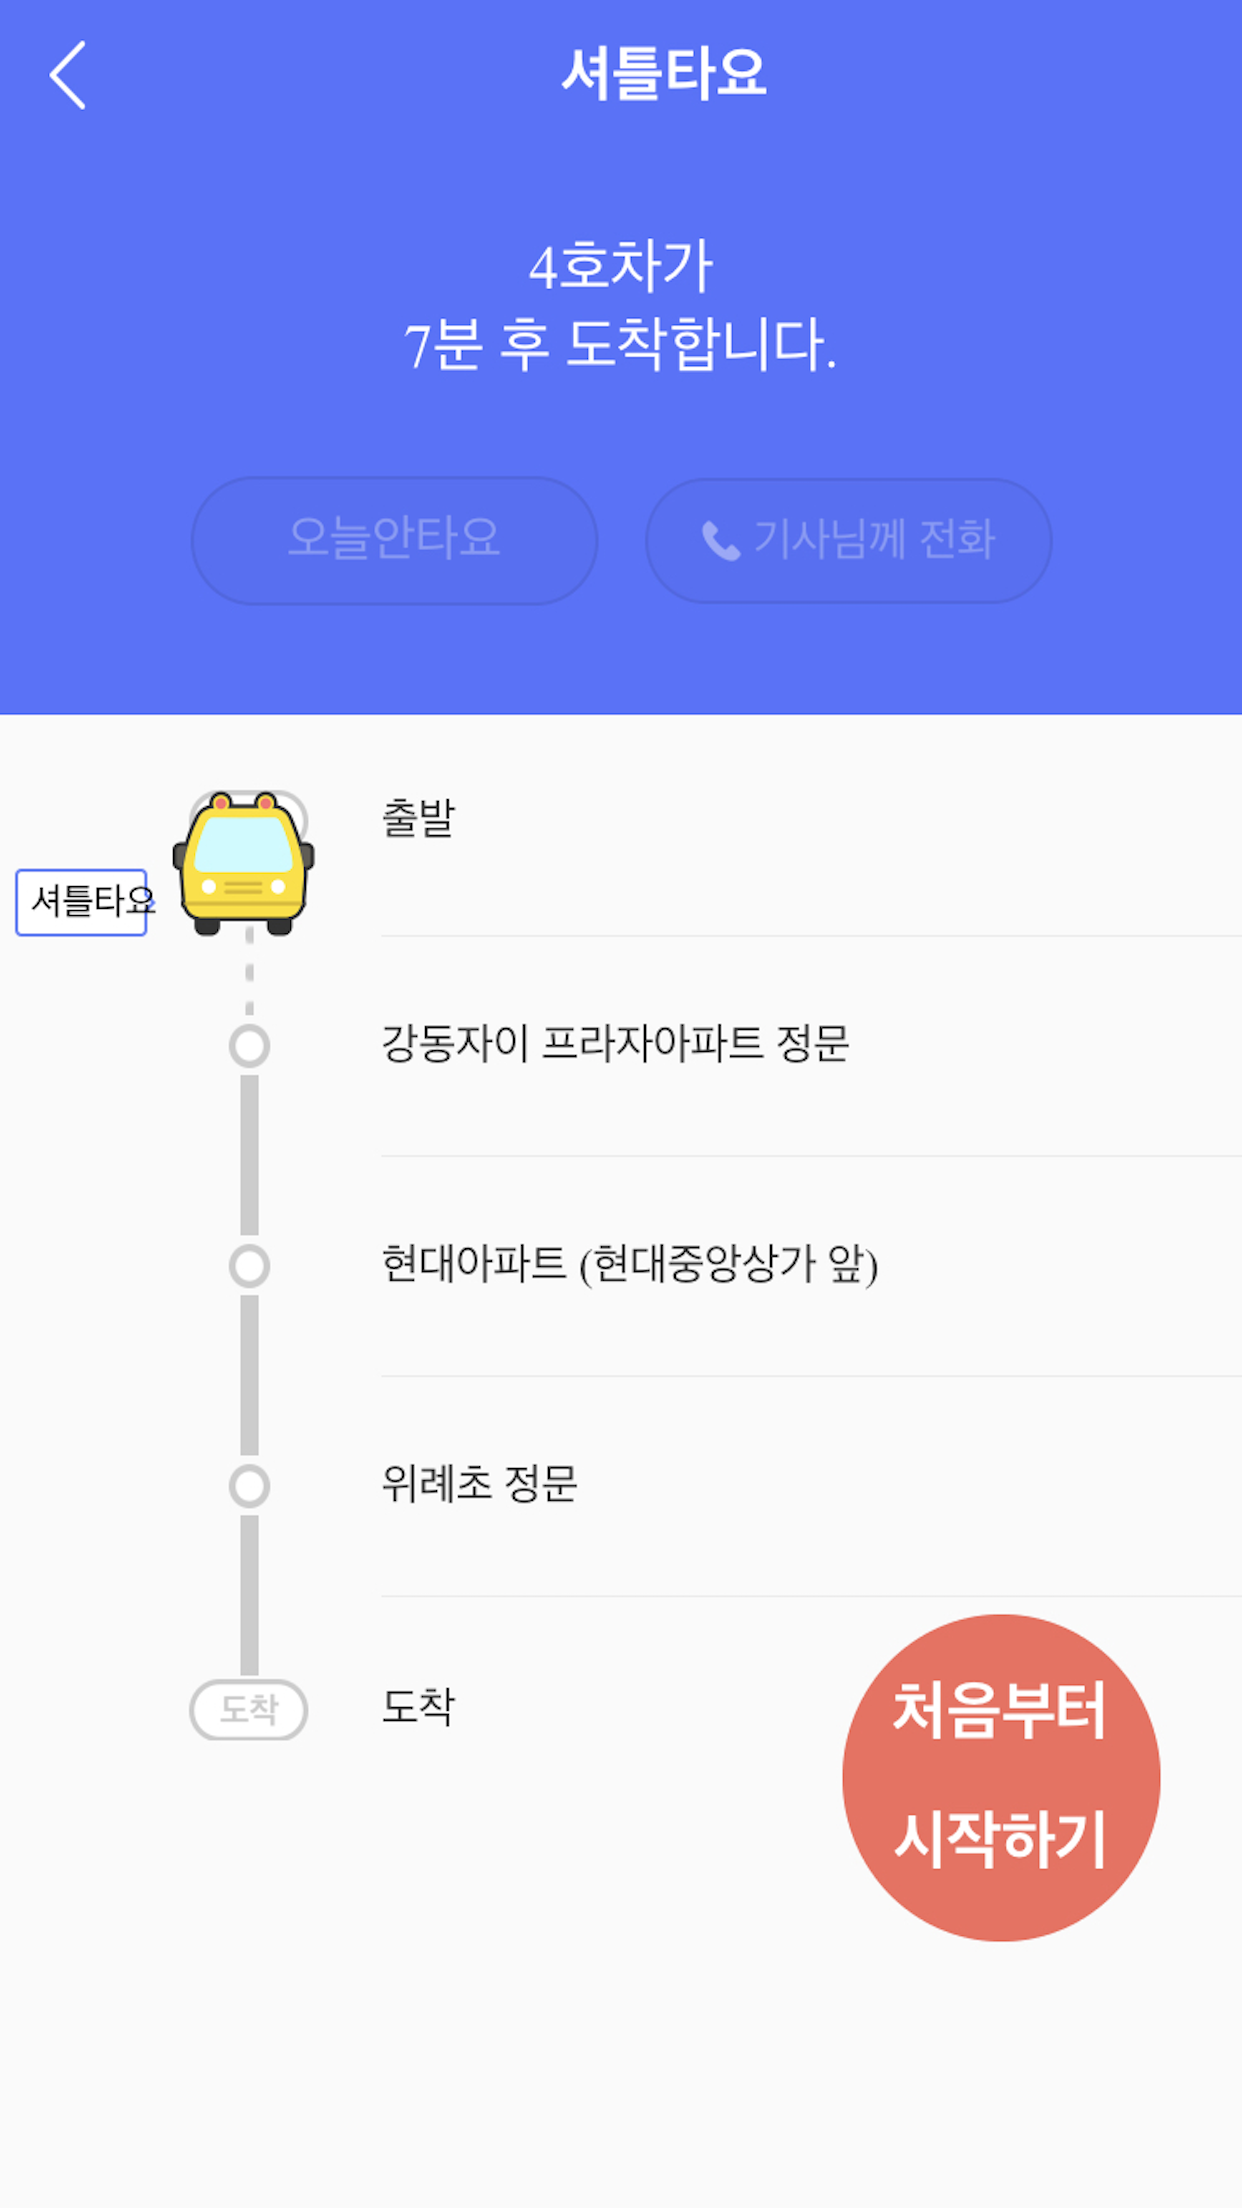 셔틀타요
4호차가
7분 후 도착합니다.
오늘안타요
기사님께 전화
출발
셔틀타요
강동자이 프라자아파트 정문
현대아파트 (현대중앙상가 앞)
위례초 정문
도착
도착
처음부터
시작하기